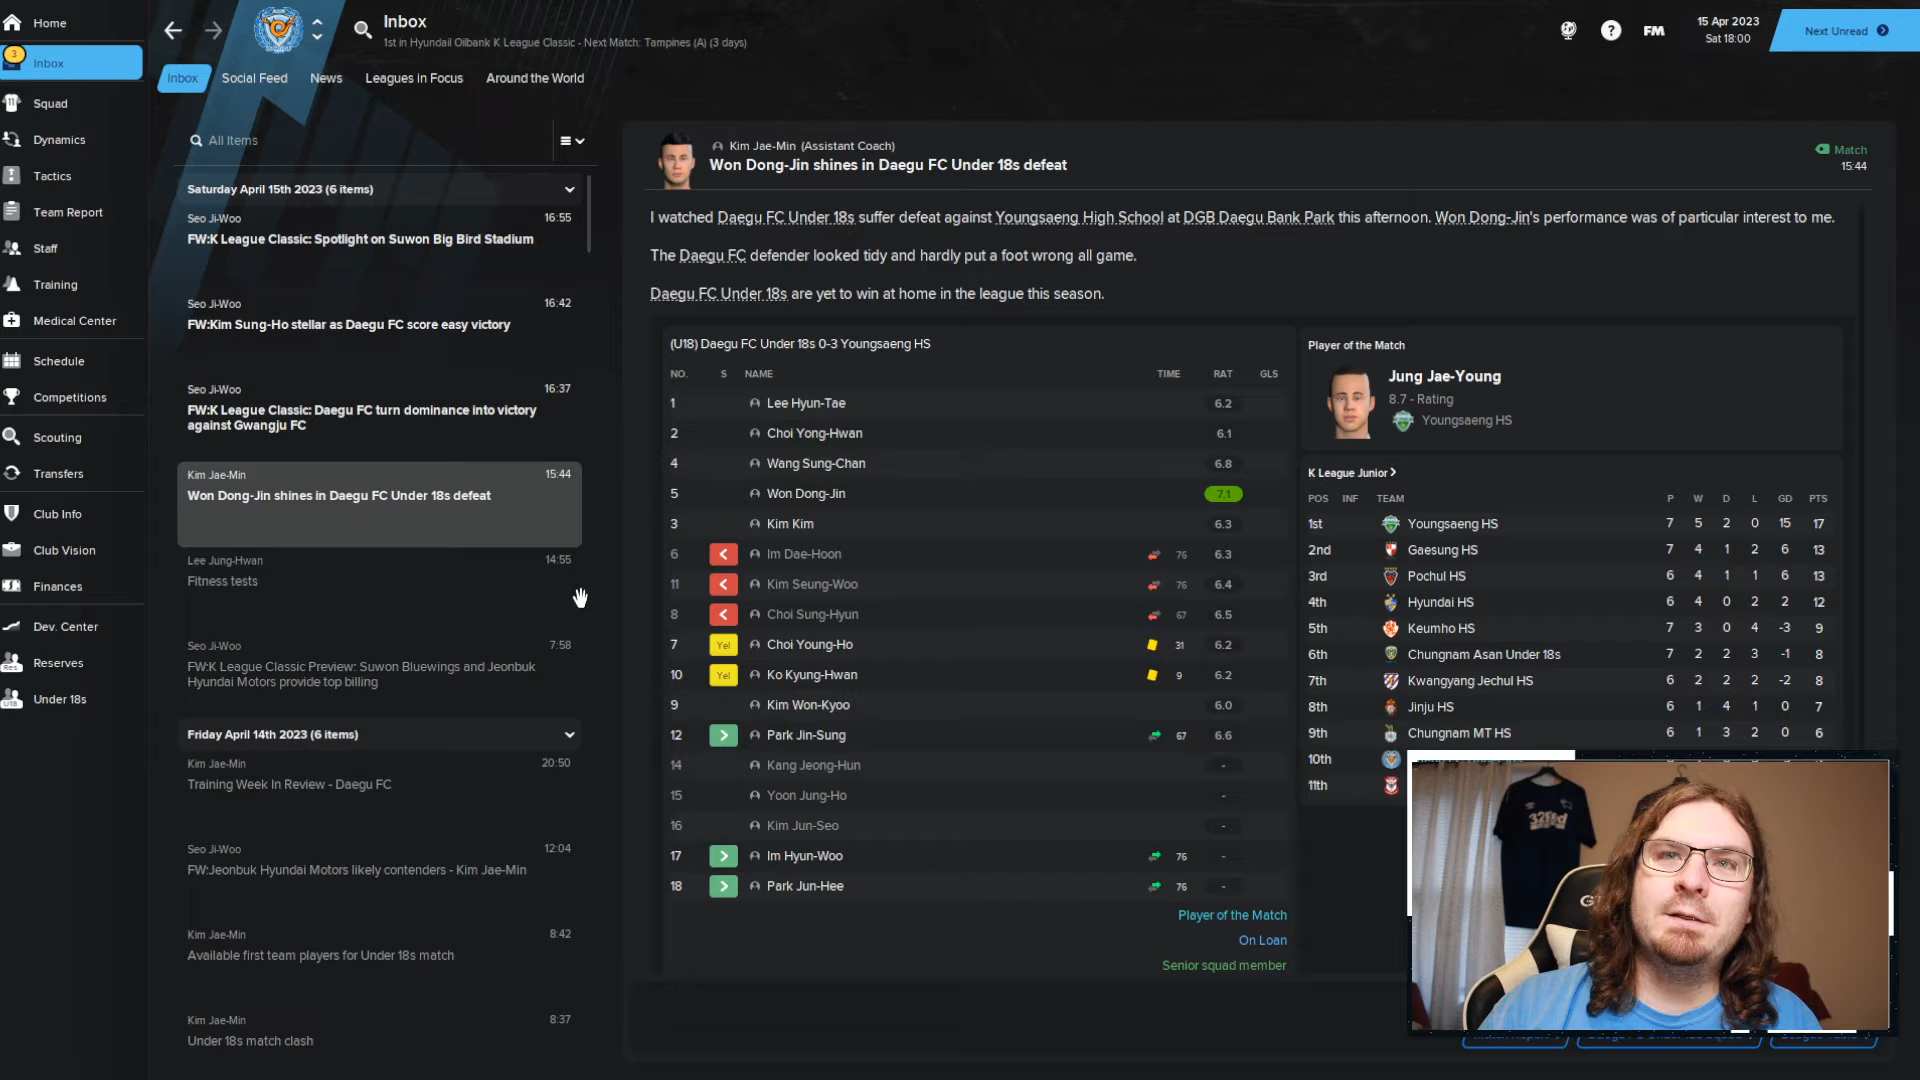 Home
3
Inbox
Squad
Dynamics
Tactics
Team Report
Staff
Training
Medical Center
Schedule
Competitions
Scouting
Transfers
Club Info
Club Vision
Finances
Dev. Center
Reserves
Under 18s
Inbox
1st in Hyundail Oilbank K League Classic - Next Match: Tampines (A) (3 days)
FM
15 Apr 2023
Sat 18:00
Next Unread
Inbox Social Feed News Leagues in Focus Around the World
All Items
Saturday April 15th 2023 (6 items)
Seo Ji-Woo 16:55
FW:K League Classic: Spotlight on Suwon Big Bird Stadium
Seo Ji-Woo 16:42
FW:Kim Sung-Ho stellar as Daegu FC score easy victory
Seo Ji-Woo 16:37
FW:K League Classic: Daegu FC turn dominance into victory
against Gwangju FC
Kim Jae-Min 15:44
Won Dong-Jin shines in Daegu FC Under 18s defeat
Lee Jung-Hwan 14:55
Fitness tests
Seo Ji-Woo 7:58
FW:K League Classic Preview: Suwon Bluewings and Jeonbuk
Hyundai Motors provide top billing
Friday April 14th 2023 (6 items)
Kim Jae-Min 20:50
Training Week In Review - Daegu FC
Seo Ji-Woo 12:04
FW:Jeonbuk Hyundai Motors likely contenders - Kim Jae-Min
Kim Jae-Min 8:42
Available first team players for Under 18s match
Kim Jae-Min 8:37
Under 18s match clash
Kim Jae-Min (Assistant Coach)
Won Dong-Jin shines in Daegu FC Under 18s defeat
Match
15:44
I watched Daegu FC Under 18s suffer defeat against Youngsaeng High School at DGB Daegu Bank Park this afternoon. Won Dong-Jin's performance was of particular interest to me.
The Daegu FC defender looked tidy and hardly put a foot wrong all game.
Daegu FC Under 18s are yet to win at home in the league this season.
(U18) Daegu FC Under 18s 0-3 Youngsaeng HS
NO. S NAME TIME RAT GLS
1 Lee Hyun-Tae 6.2
2 Choi Yong-Hwan 6.1
4 Wang Sung-Chan 6.8
5 Won Dong-Jin 7.1
3 Kim Kim 6.3
6 Im Dae-Hoon 76 6.3
11 Kim Seung-Woo 76 6.4
8 Choi Sung-Hyun 67 6.5
7 Yel Choi Young-Ho 31 6.2
10 Yel Ko Kyung-Hwan 9 6.2
9 Kim Won-Kyoo 6.0
12 Park Jin-Sung 67 6.6
14 Kang Jeong-Hun -
15 Yoon Jung-Ho -
16 Kim Jun-Seo -
17 Im Hyun-Woo 76 -
18 Park Jun-Hee 76 -
Player of the Match
On Loan
Senior squad member
Player of the Match
Jung Jae-Young
8.7 - Rating
Youngsaeng HS
K League Junior
POS INF TEAM P W D L GD PTS
1st Youngsaeng HS 7 5 2 0 15 17
2nd Gaesung HS 7 4 1 2 6 13
3rd Pochul HS 6 4 1 1 6 13
4th Hyundai HS 6 4 0 2 2 12
5th Keumho HS 7 3 0 4 -3 9
6th Chungnam Asan Under 18s 7 2 2 3 -1 8
7th Kwangyang Jechul HS 6 2 2 2 -2 8
8th Jinju HS 6 1 4 1 0 7
9th Chungnam MT HS 6 1 3 2 0 6
10th
11th